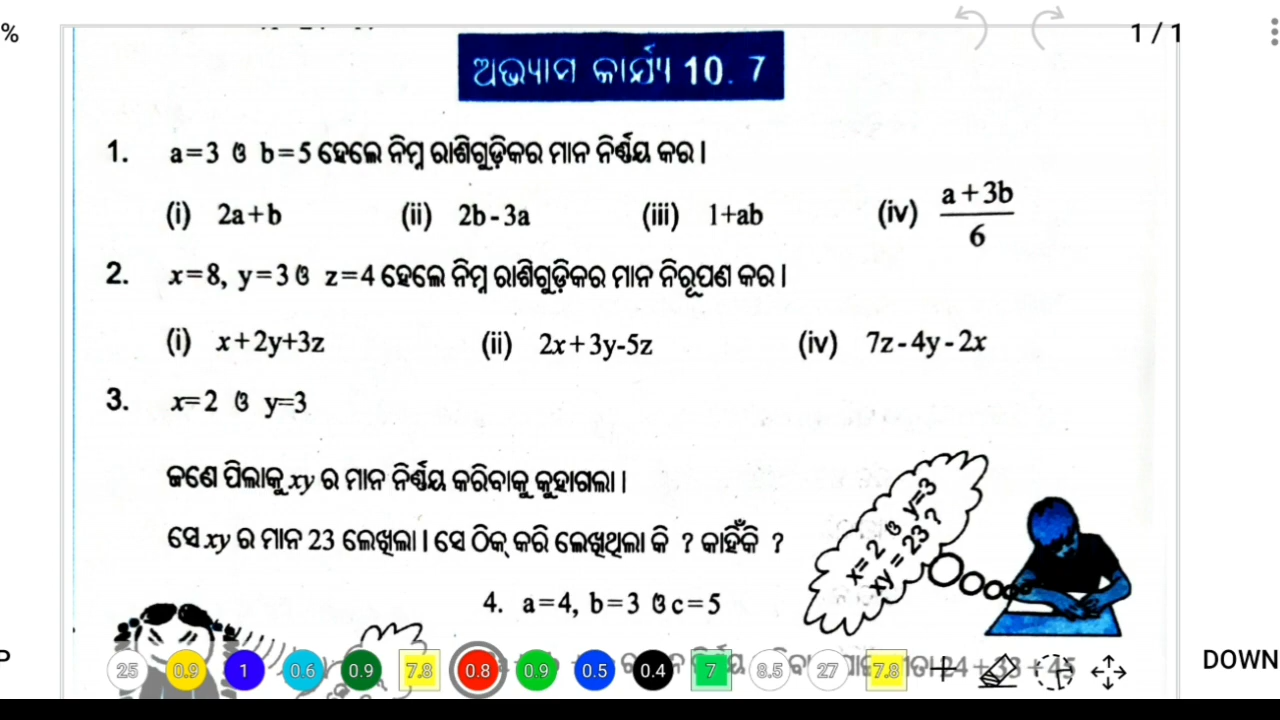 %
1 / 1
ଅଭ୍ୟାସ କାର୍ଯ୍ୟ 10. 7
1. a=3 ଓ b=5 ହେଲେ ନିମ୍ନ ରାଶିଗୁଡ଼ିକର ମାନ ନିର୍ଣ୍ଣୟ କର ।
(i) 2a+b (ii) 2b-3a (iii) 1+ab (iv) a+3b
6
2. x=8, y=3 ଓ z=4 ହେଲେ ନିମ୍ନ ରାଶିଗୁଡ଼ିକର ମାନ ନିରୂପଣ କର ।
(i) x+2y+3z (ii) 2x+3y-5z (iv) 7z-4y-2x
3. x=2 ଓ y=3
ଜଣେ ପିଲାକୁ xy ର ମାନ ନିର୍ଣ୍ଣୟ କରିବାକୁ କୁହାଗଲା ।
ସେ xy ର ମାନ 23 ଲେଖିଲା । ସେ ଠିକ୍ କରି ଲେଖିଥିଲା କି ? କାହିଁକି ?
x=2 ଓ y=3
xy = 23 ?
4. a=4, b=3 ଓ c=5
25 0.9 1 0.6 0.9 7.8 0.8 0.9 0.5 0.4 7 8.5 27 7.8
24 + 33 + 45
DOWN